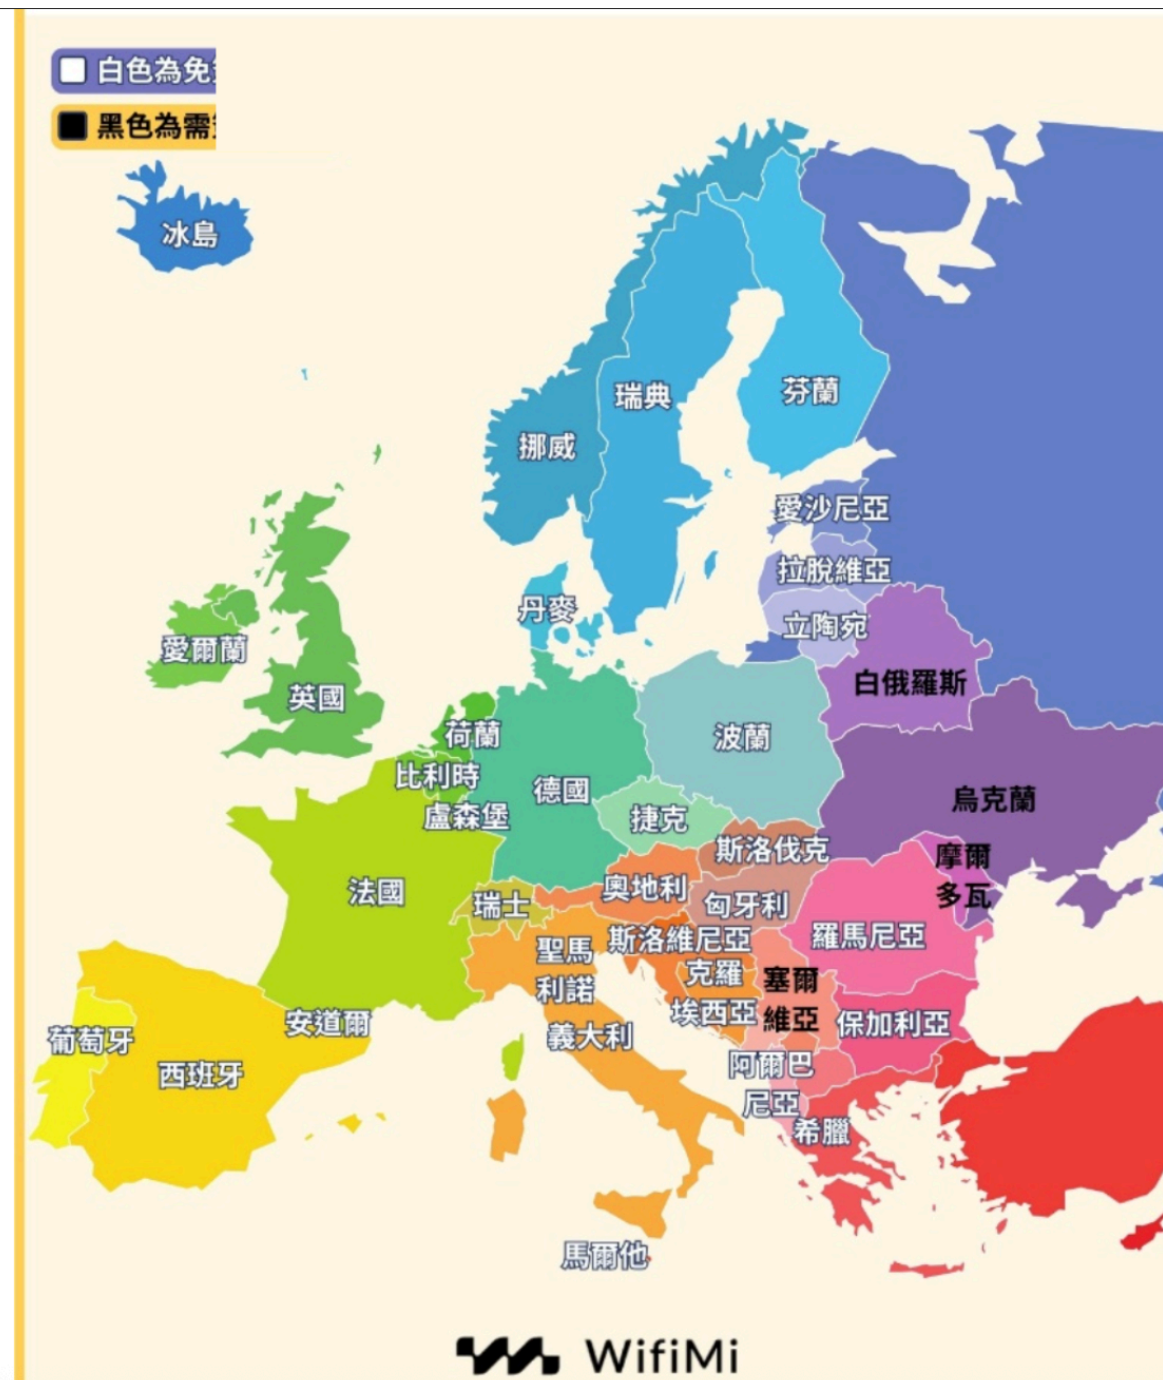 白色為免
黑色為需
冰島
瑞典
芬蘭
挪威
愛沙尼亞
拉脫維亞
丹麥
立陶宛
愛爾蘭
白俄羅斯
英國
荷蘭
波蘭
比利時
德國
烏克蘭
盧森堡
捷克
斯洛伐克
摩爾
多瓦
法國
瑞士
奧地利
匈牙利
聖馬
利諾
斯洛維尼亞
羅馬尼亞
克羅
埃西亞
塞爾
維亞
安道爾
保加利亞
葡萄牙
義大利
西班牙
阿爾巴
尼亞
希臘
馬爾他
WifiMi